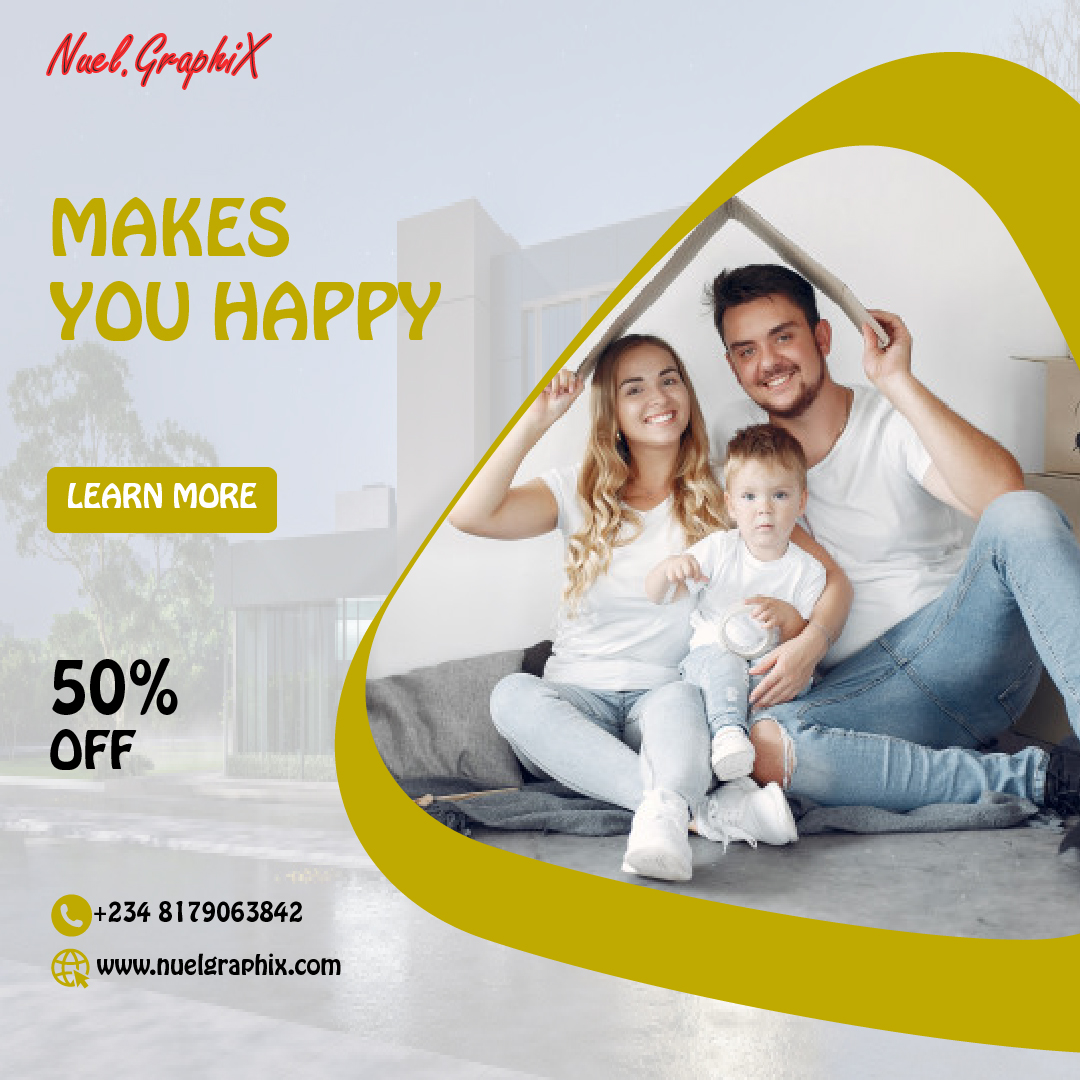 Nuel.GraphiX
MAKES
YOU HAPPY
LEARN MORE
50%
OFF
+234 8179063842
www.nuelgraphix.com